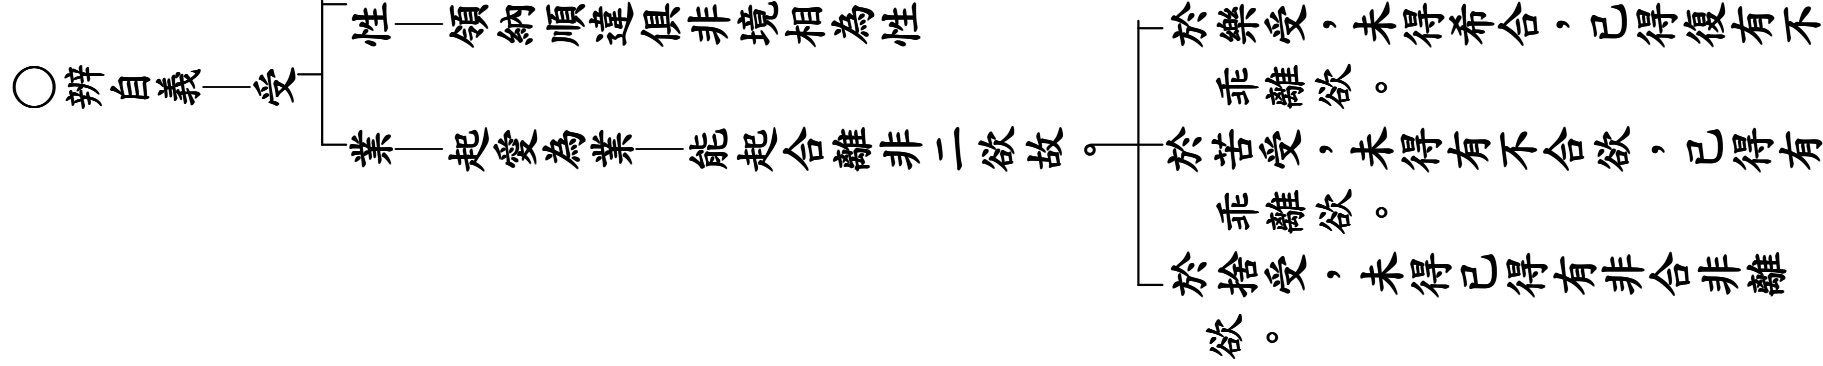 ○辨自義—受
性—領納順違俱非境相為性
業—起愛為業—能起合離非二欲故。
於樂受，未得希合，已得復有不
乖離欲。
於苦受，未得有不合欲，已得有
乖離欲。
於捨受，未得已得有非合非離
欲。